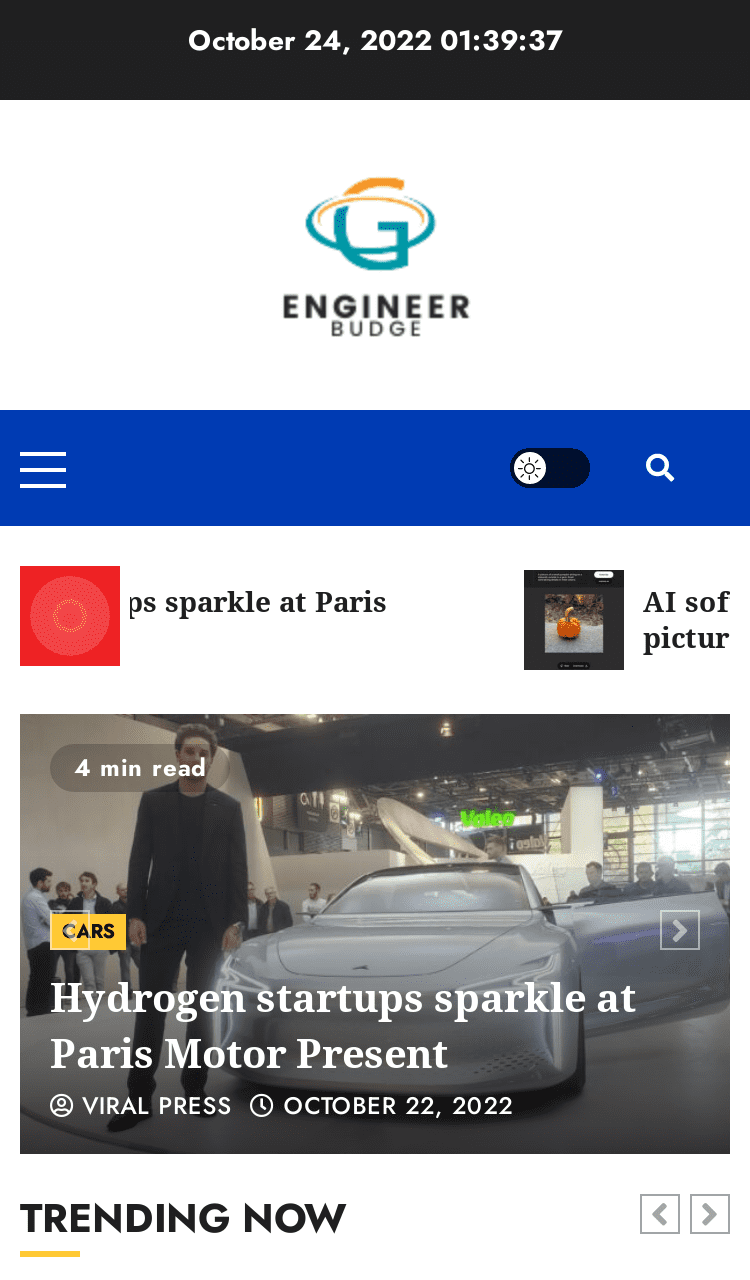 October 24, 2022 01:39:37
ENGINEER
BUDGE
ps sparkle at Paris
AI sof
pictur
4 min read
Valeo
CARS
Hydrogen startups sparkle at
Paris Motor Present
VIRAL PRESS OCTOBER 22, 2022
TRENDING NOW